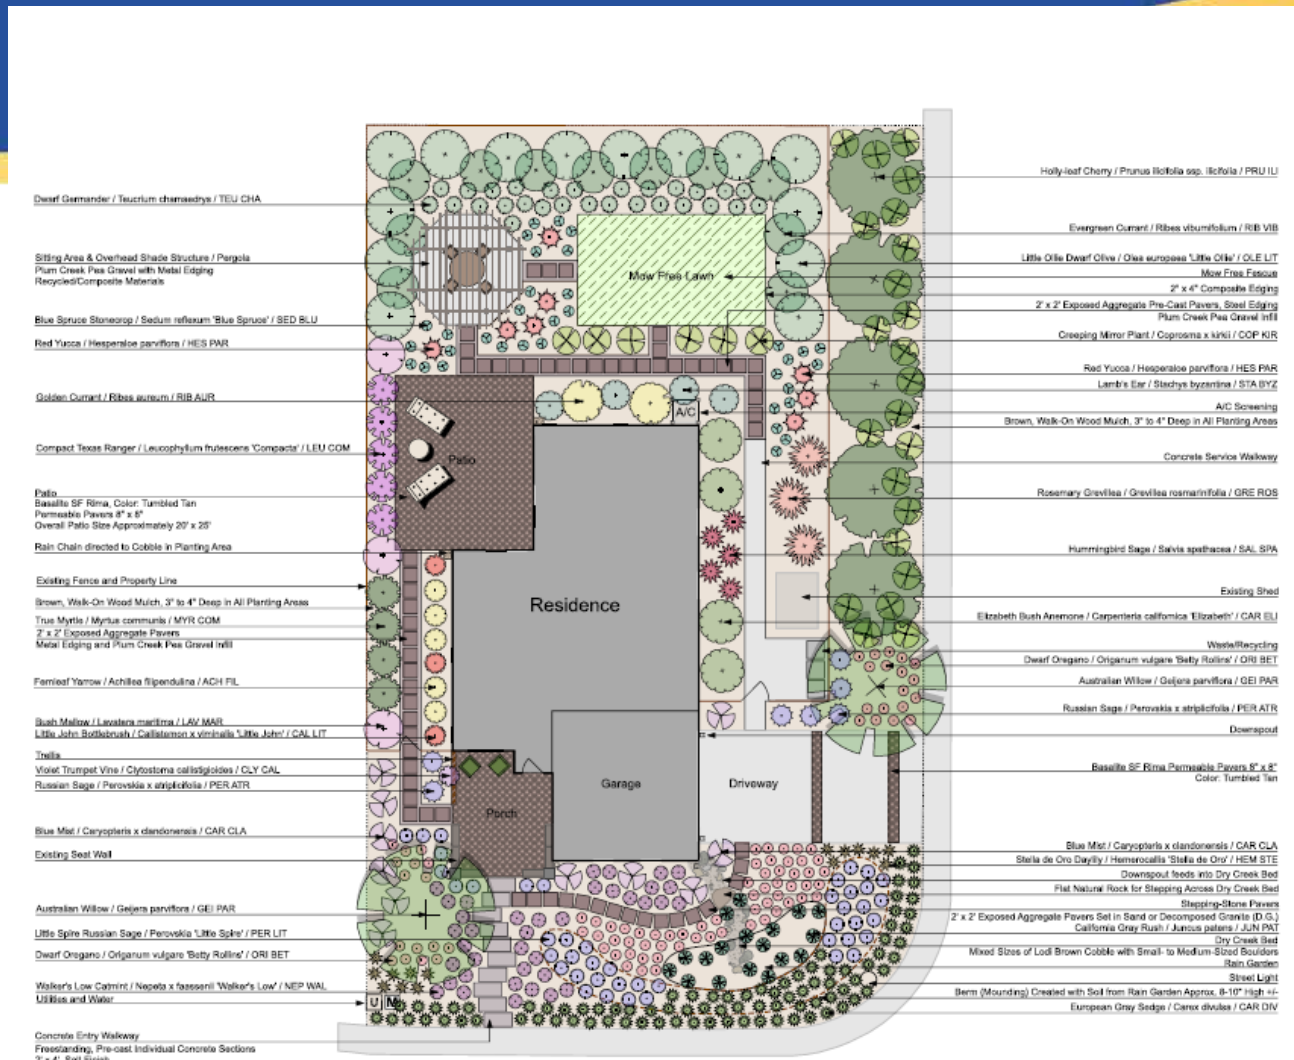 Dwarf Germander / Teucrium chamaedrys / TEU CHA
Sitting Area & Overhead Shade Structure / Pergola
Plum Creek Pea Gravel with Metal Edging
Recycled/Composite Materials
Blue Spruce Stonecrop / Sedum reflexum 'Blue Spruce' / SED BLU
Red Yucca / Hesperaloe parviflora / HES PAR
Golden Currant / Ribes aureum / RIB AUR
Compact Texas Ranger / Leucophyllum frutescens 'Compacta' / LEU COM
Patio
Basalite SF Rima, Color: Tumbled Tan
Permeable Pavers 8" x 8"
Overall Patio Size Approximately 20' x 25'
Rain Chain directed to Cobble in Planting Area
Existing Fence and Property Line
Brown, Walk-On Wood Mulch, 3" to 4" Deep in All Planting Areas
True Myrtle / Myrtus communis / MYR COM
2' x 2' Exposed Aggregate Pavers
Metal Edging and Plum Creek Pea Gravel Infill
Fernleaf Yarrow / Achillea filipendulina / ACH FIL
Bush Mallow / Lavatera maritima / LAV MAR
Little John Bottlebrush / Callistemon x viminalis 'Little John' / CAL LIT
Trellis
Violet Trumpet Vine / Clytostoma callistigioides / CLY CAL
Russian Sage / Perovskia x atriplicifolia / PER ATR
Blue Mist / Caryopteris x clandonensis / CAR CLA
Existing Seat Wall
Australian Willow / Geijera parviflora / GEI PAR
Little Spire Russian Sage / Perovskia 'Little Spire' / PER LIT
Dwarf Oregano / Origanum vulgare 'Betty Rollins' / ORI BET
Walker's Low Catmint / Nepeta x faassenii 'Walker's Low' / NEP WAL
Utilities and Water
Concrete Entry Walkway
Freestanding, Pre-cast Individual Concrete Sections
2' x 4', Salt Finish
Mow Free Lawn
A/C
Patio
Residence
Garage
Driveway
Porch
U M
Holly-leaf Cherry / Prunus ilicifolia ssp. ilicifolia / PRU ILI
Evergreen Currant / Ribes viburnifolium / RIB VIB
Little Ollie Dwarf Olive / Olea europaea 'Little Ollie' / OLE LIT
Mow Free Fescue
2" x 4" Composite Edging
2' x 2' Exposed Aggregate Pre-Cast Pavers, Steel Edging
Plum Creek Pea Gravel Infill
Creeping Mirror Plant / Coprosma x kirkii / COP KIR
Red Yucca / Hesperaloe parviflora / HES PAR
Lamb's Ear / Stachys byzantina / STA BYZ
A/C Screening
Brown, Walk-On Wood Mulch, 3" to 4" Deep in All Planting Areas
Concrete Service Walkway
Rosemary Grevillea / Grevillea rosmarinifolia / GRE ROS
Hummingbird Sage / Salvia spathacea / SAL SPA
Existing Shed
Elizabeth Bush Anemone / Carpenteria californica 'Elizabeth' / CAR ELI
Waste/Recycling
Dwarf Oregano / Origanum vulgare 'Betty Rollins' / ORI BET
Australian Willow / Geijera parviflora / GEI PAR
Russian Sage / Perovskia x atriplicifolia / PER ATR
Downspout
Basalite SF Rima Permeable Pavers 8" x 8"
Color: Tumbled Tan
Blue Mist / Caryopteris x clandonensis / CAR CLA
Stella de Oro Daylily / Hemerocallis 'Stella de Oro' / HEM STE
Downspout feeds into Dry Creek Bed
Flat Natural Rock for Stepping Across Dry Creek Bed
Stepping-Stone Pavers
2' x 2' Exposed Aggregate Pavers Set in Sand or Decomposed Granite (D.G.)
California Gray Rush / Juncus patens / JUN PAT
Dry Creek Bed
Mixed Sizes of Lodi Brown Cobble with Small- to Medium-Sized Boulders
Rain Garden
Street Light
Berm (Mounding) Created with Soil from Rain Garden Approx. 8-10" High +/-
European Gray Sedge / Carex divulsa / CAR DIV